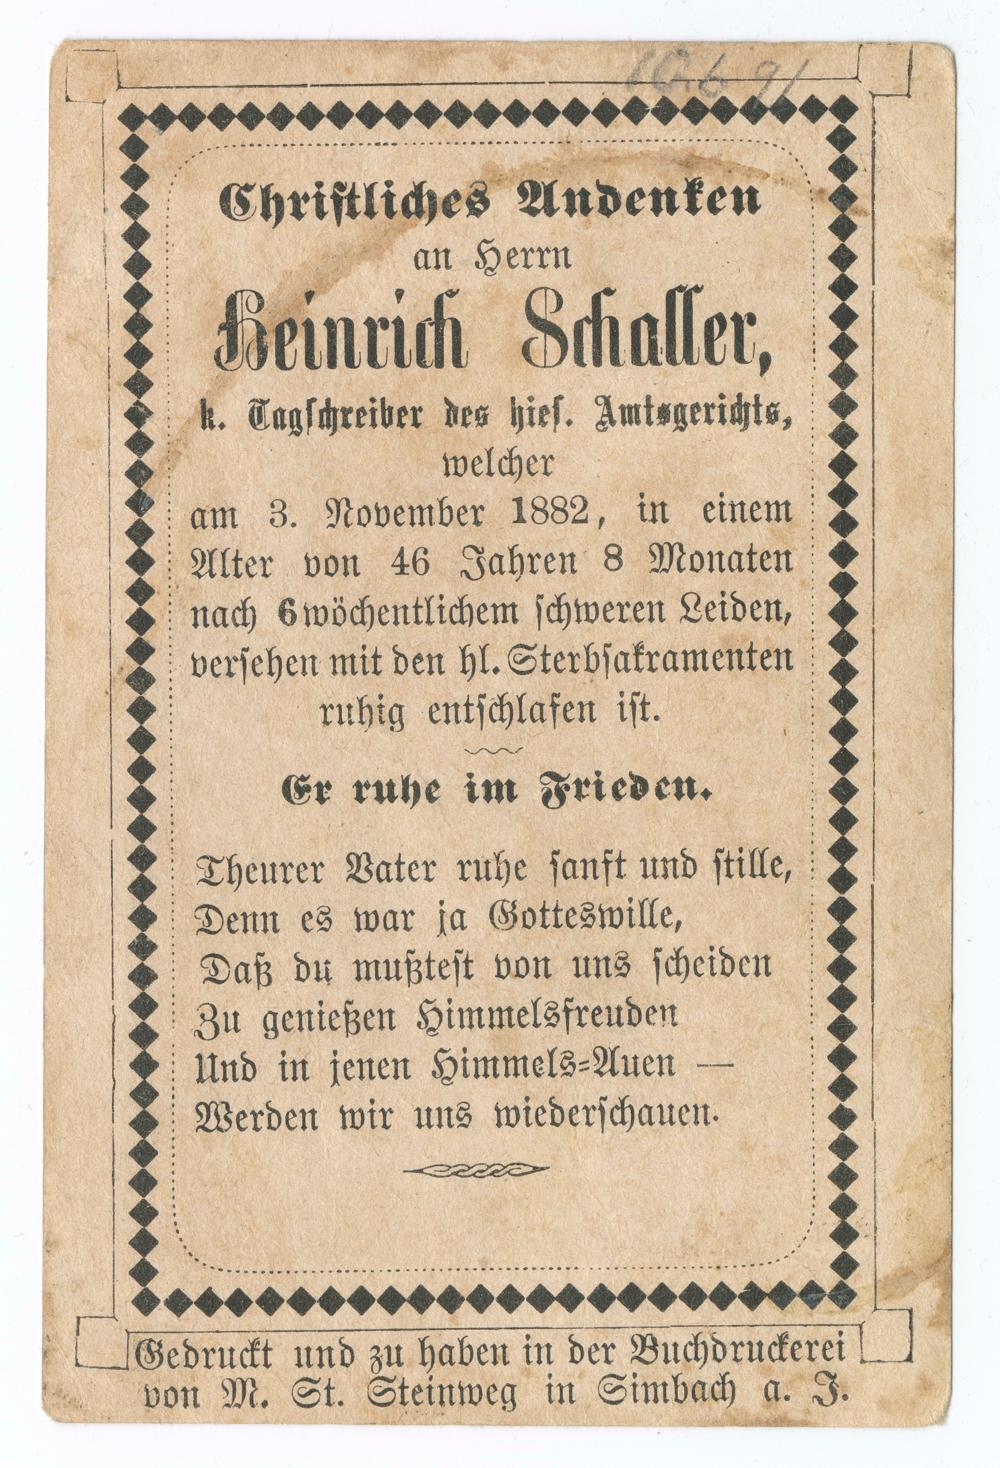 10.6.91
Christliches Andenken
an Herrn
Heinrich Schaller,
k. Tagschreiber des hies. Amtsgerichts,
welcher
am 3. November 1882, in einem
Alter von 46 Jahren 8 Monaten
nach 6wöchentlichem schweren Leiden,
versehen mit den hl. Sterbsakramenten
ruhig entschlafen ist.
Er ruhe im Frieden.
Theurer Vater ruhe sanft und stille,
Denn es war ja Gotteswille,
Daß du mußtest von uns scheiden
Zu genießen Himmelsfreuden
Und in jenen Himmels-Auen —
Werden wir uns wiederschauen.
Gedruckt und zu haben in der Buchdruckerei
von M. St. Steinweg in Simbach a. J.